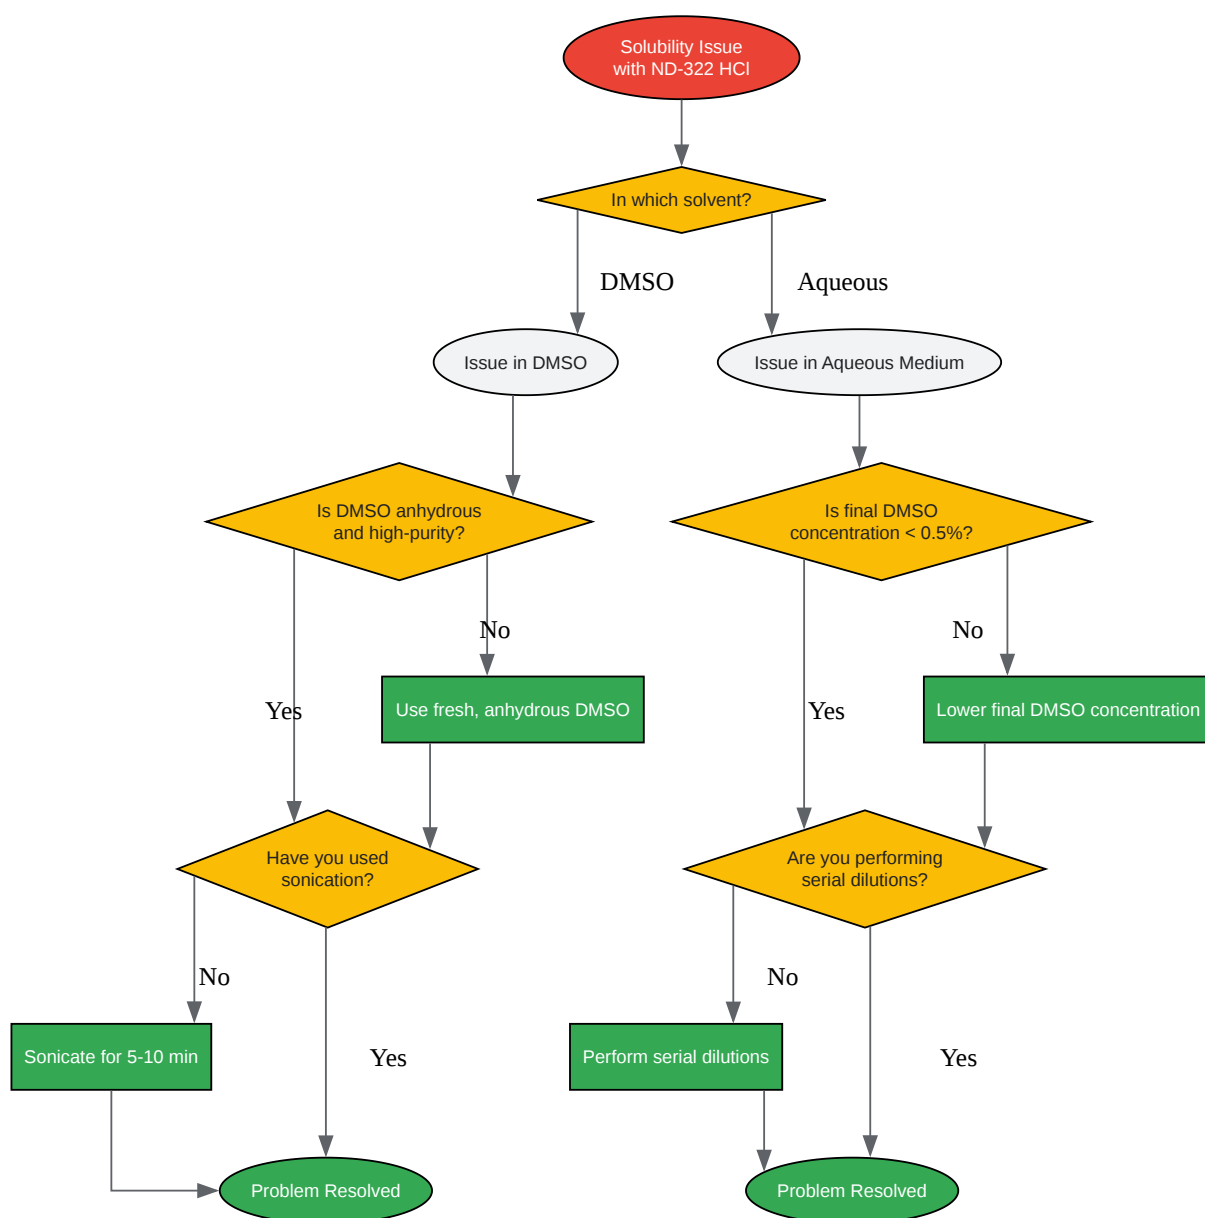 Solubility Issue
with ND-322 HCl
In which solvent?
DMSO
Aqueous
Issue in DMSO
Issue in Aqueous Medium
Is DMSO anhydrous
and high-purity?
Is final DMSO
concentration < 0.5%?
No
No
Yes
Use fresh, anhydrous DMSO
Yes
Lower final DMSO concentration
Have you used
sonication?
Are you performing
serial dilutions?
No
No
Sonicate for 5-10 min
Yes
Perform serial dilutions
Yes
Problem Resolved
Problem Resolved